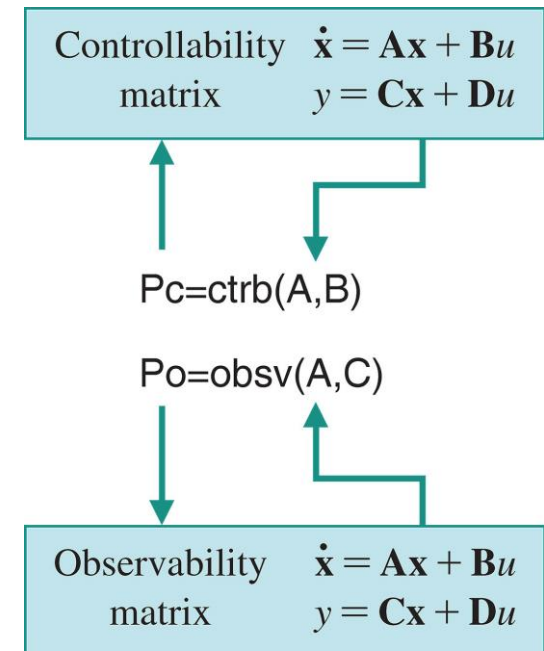 Controllability ẋ = Ax + Bu
matrix y = Cx + Du
Pc=ctrb(A,B)
Po=obsv(A,C)
Observability ẋ = Ax + Bu
matrix y = Cx + Du